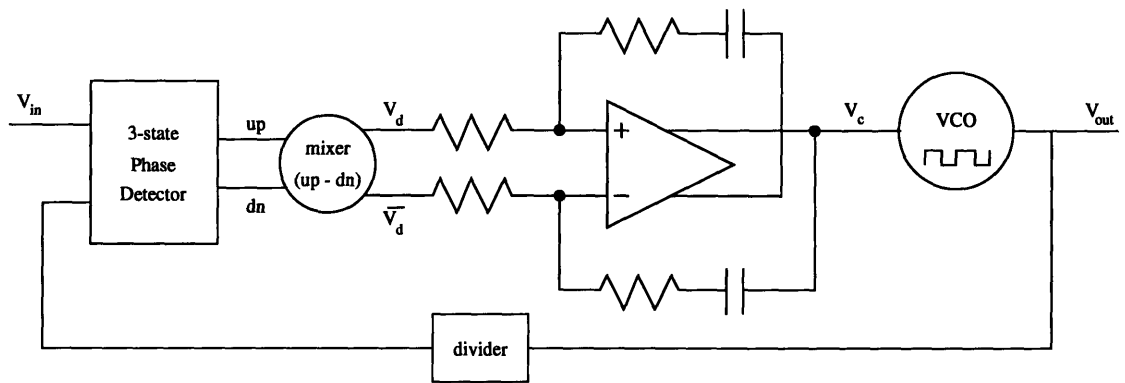 V_in
3-state
Phase
Detector
up
dn
mixer
(up - dn)
V_d
V̅_d
+
−
V_c
VCO
V_out
divider